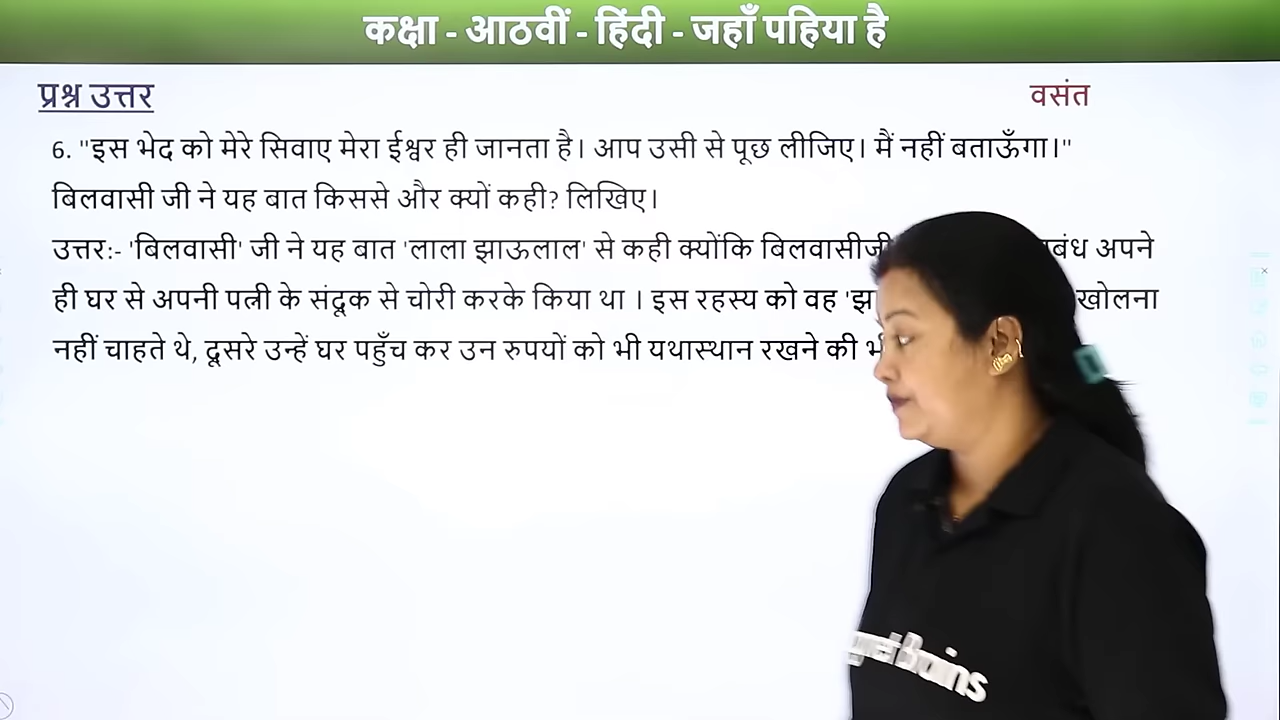 कक्षा - आठवीं - हिंदी - जहाँ पहिया है
प्रश्न उत्तर
वसंत
6. "इस भेद को मेरे सिवाए मेरा ईश्वर ही जानता है। आप उसी से पूछ लीजिए। मैं नहीं बताऊँगा।"
बिलवासी जी ने यह बात किससे और क्यों कही? लिखिए।
उत्तर:- 'बिलवासी' जी ने यह बात 'लाला झाऊलाल' से कही क्योंकि बिलवासीजी अपने
ही घर से अपनी पत्नी के संदूक से चोरी करके किया था । इस रहस्य को वह खोलना
नहीं चाहते थे, दूसरे उन्हें घर पहुँच कर उन रुपयों को भी यथास्थान रखने की